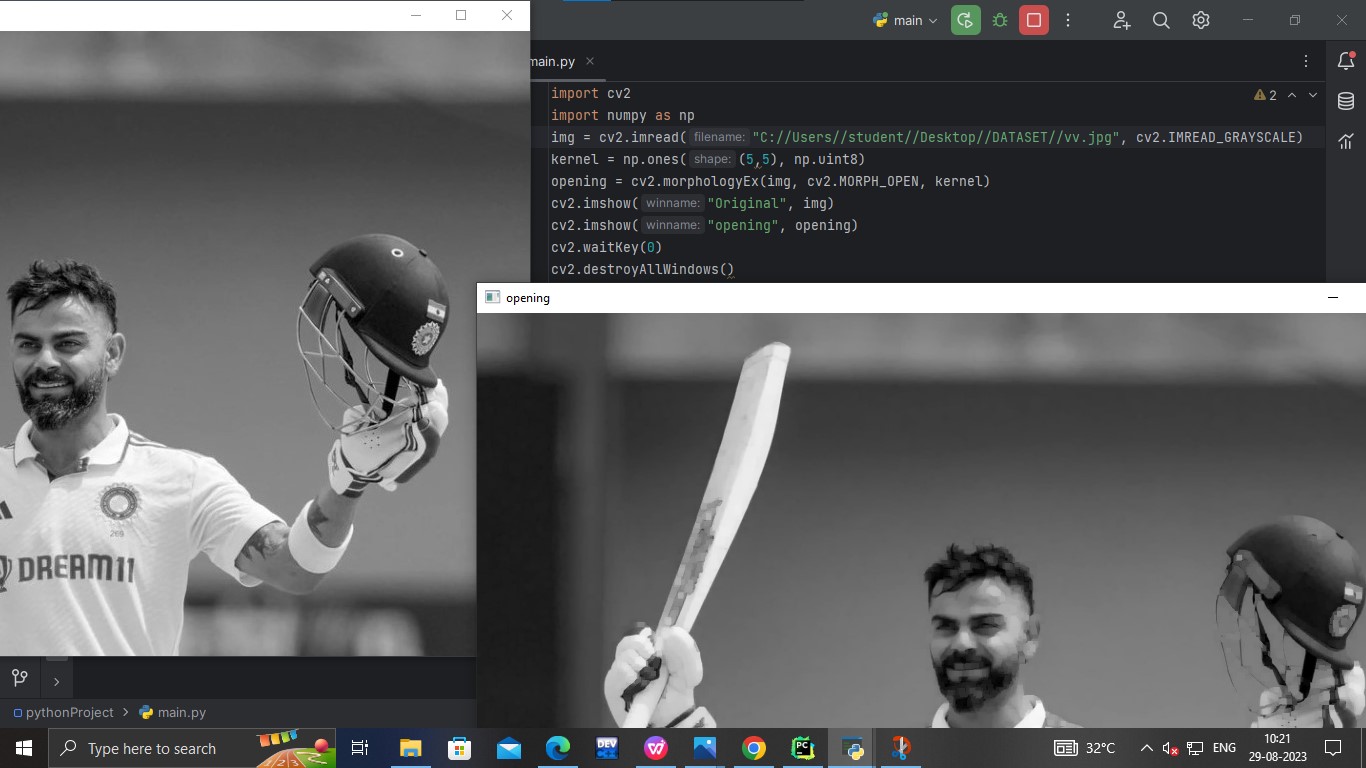 main
main.py
import cv2
import numpy as np
img = cv2.imread( filename: "C://Users//student//Desktop//DATASET//vv.jpg", cv2.IMREAD_GRAYSCALE)
kernel = np.ones( shape: (5,5), np.uint8)
opening = cv2.morphologyEx(img, cv2.MORPH_OPEN, kernel)
cv2.imshow( winname: "Original", img)
cv2.imshow( winname: "opening", opening)
cv2.waitKey(0)
cv2.destroyAllWindows()
2
opening
269
DREAM11
pythonProject > main.py
Type here to search
DEV
PC
32°C
ENG
10:21
29-08-2023